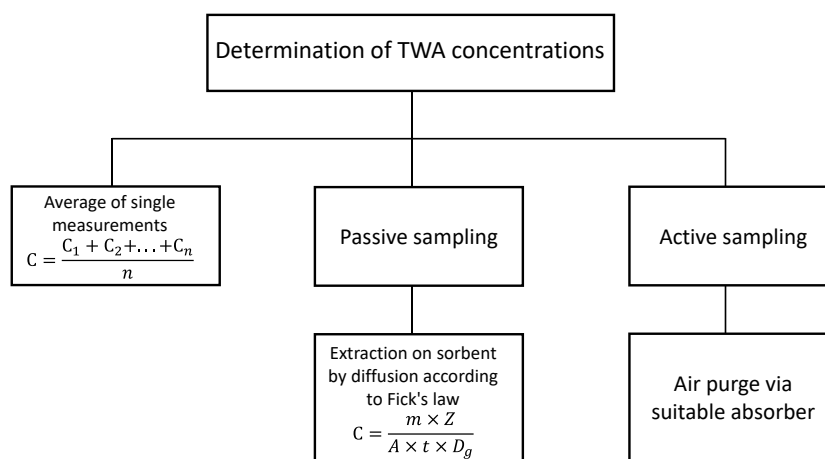 Determination of TWA concentrations
Average of single
measurements
C = (C₁ + C₂+...+Cₙ) / n
Passive sampling
Active sampling
Extraction on sorbent
by diffusion according
to Fick's law
C = (m × Z) / (A × t × D_g)
Air purge via
suitable absorber